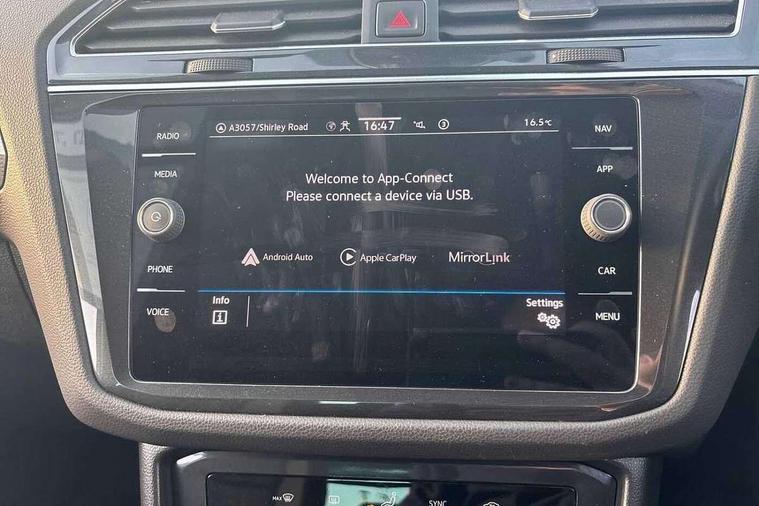 RADIO
MEDIA
PHONE
VOICE
A3057/Shirley Road
16:47
3
16.5°C
Welcome to App-Connect
Please connect a device via USB.
Android Auto
Apple CarPlay
MirrorLink
Info
i
Settings
NAV
APP
CAR
MENU
MAX
SYNC